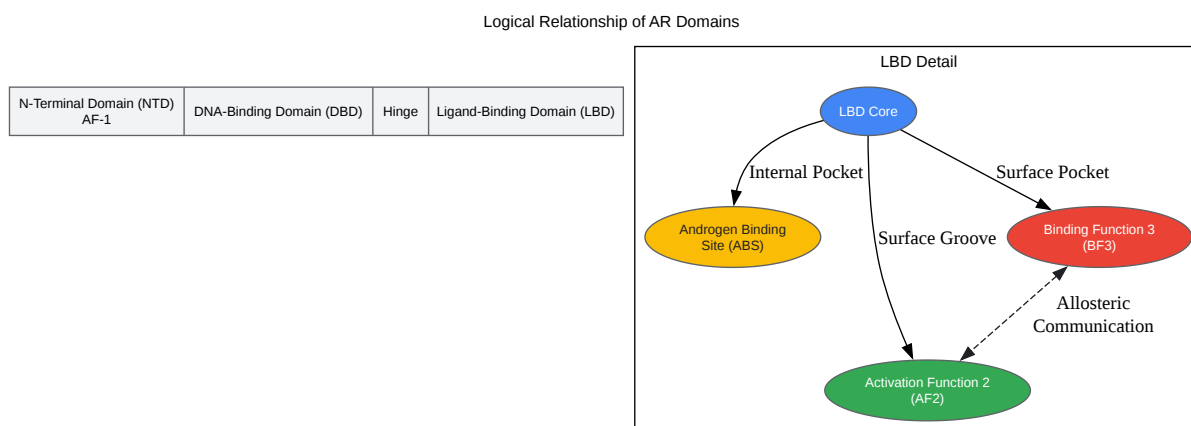 Logical Relationship of AR Domains
N-Terminal Domain (NTD)
AF-1
DNA-Binding Domain (DBD)
Hinge
Ligand-Binding Domain (LBD)
LBD Detail
LBD Core
Internal Pocket
Surface Pocket
Androgen Binding
Site (ABS)
Surface Groove
Binding Function 3
(BF3)
Allosteric
Communication
Activation Function 2
(AF2)